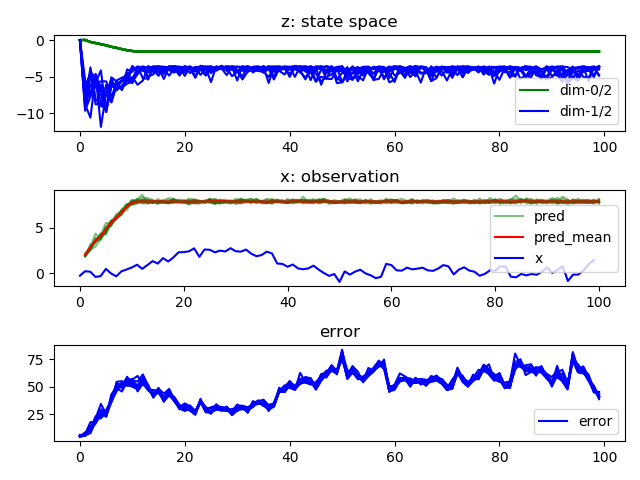 z: state space
0
−5
−10
dim-0/2
dim-1/2
0 20 40 60 80 100
x: observation
5
0
pred
pred_mean
x
0 20 40 60 80 100
error
75
50
25
error
0 20 40 60 80 100